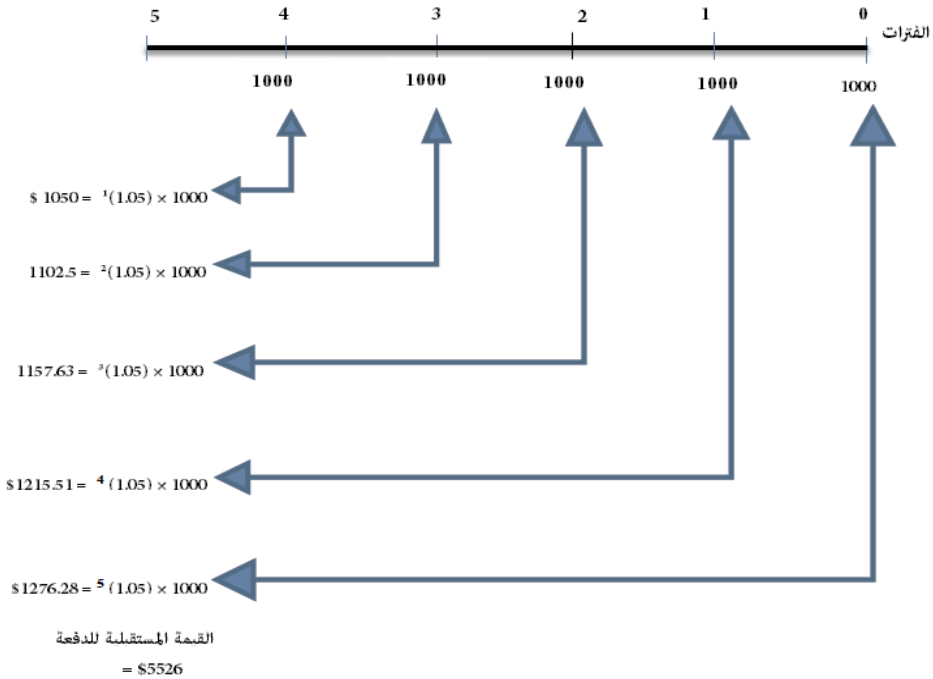 5 4 3 2 1 0
الفترات
1000 1000 1000 1000 1000
$ 1050 = ¹(1.05) × 1000
1102.5 = ²(1.05) × 1000
1157.63 = ³(1.05) × 1000
$1215.51 = ⁴ (1.05) × 1000
$1276.28 = ⁵ (1.05) × 1000
القيمة المستقبلية للدفعة
= $5526